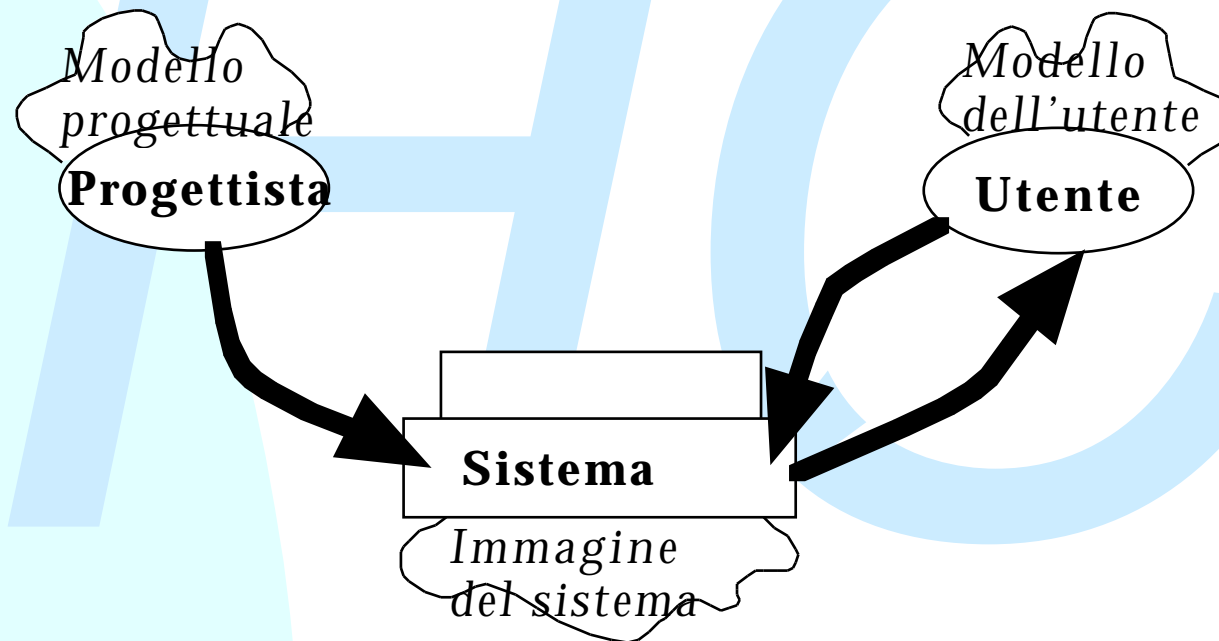 Modello
progettuale
Progettista
Modello
dell'utente
Utente
Sistema
Immagine
del sistema